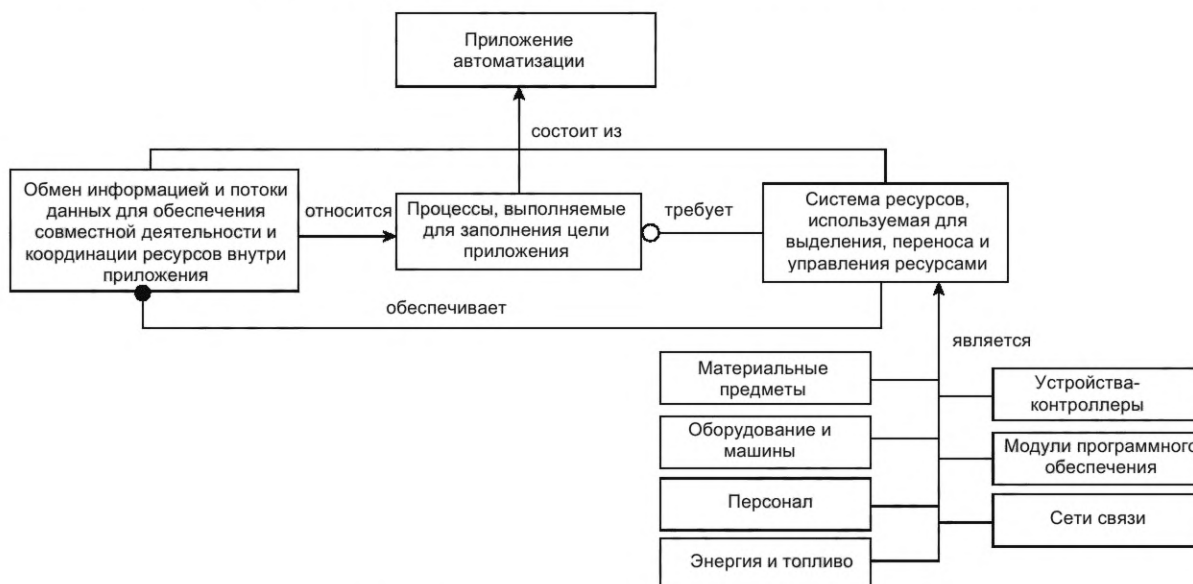 Приложение
автоматизации
состоит из
Обмен информацией и потоки
данных для обеспечения
совместной деятельности и
координации ресурсов внутри
приложения
относится
Процессы, выполняемые
для заполнения цели
приложения
требует
Система ресурсов,
используемая для
выделения, переноса и
управления ресурсами
обеспечивает
является
Материальные
предметы
Оборудование и
машины
Персонал
Энергия и топливо
Устройства-
контроллеры
Модули программного
обеспечения
Сети связи